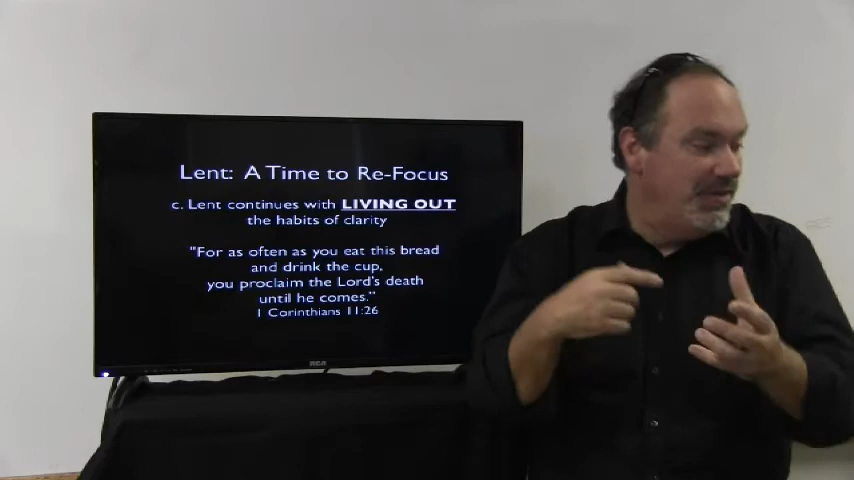 Lent: A Time to Re-Focus
c. Lent continues with LIVING OUT
the habits of clarity
"For as often as you eat this bread
and drink the cup,
you proclaim the Lord's death
until he comes."
1 Corinthians 11:26
RCA